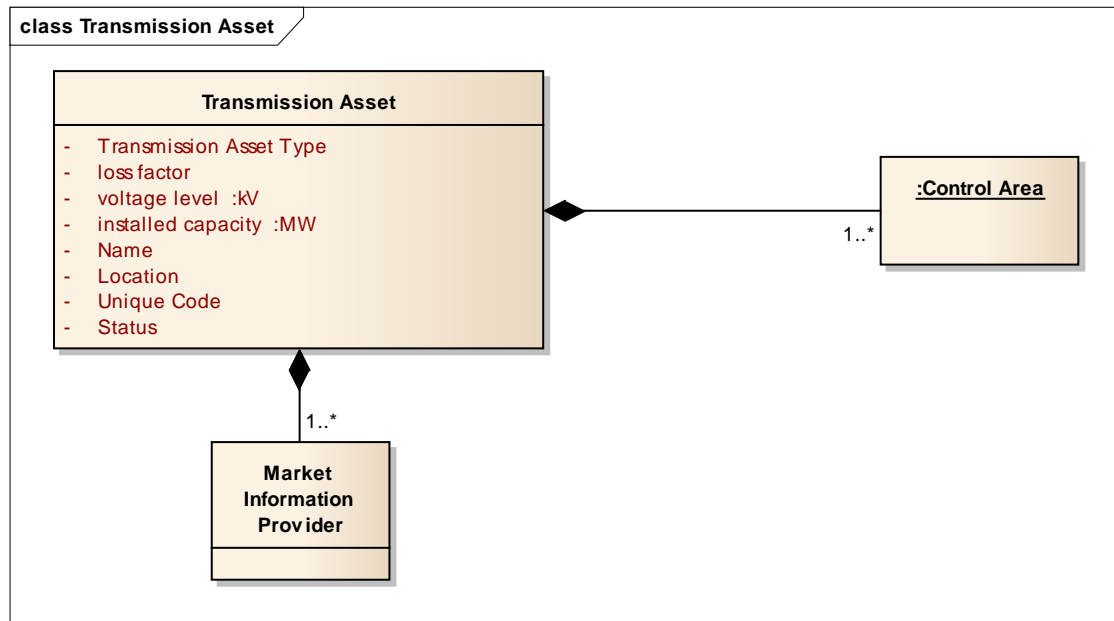 class Transmission Asset
Transmission Asset
- Transmission Asset Type
- loss factor
- voltage level :kV
- installed capacity :MW
- Name
- Location
- Unique Code
- Status
:Control Area
1..*
1..*
Market
Information
Provider